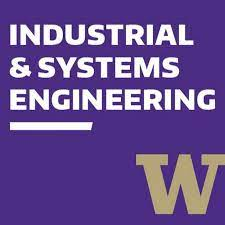 INDUSTRIAL
& SYSTEMS
ENGINEERING
W